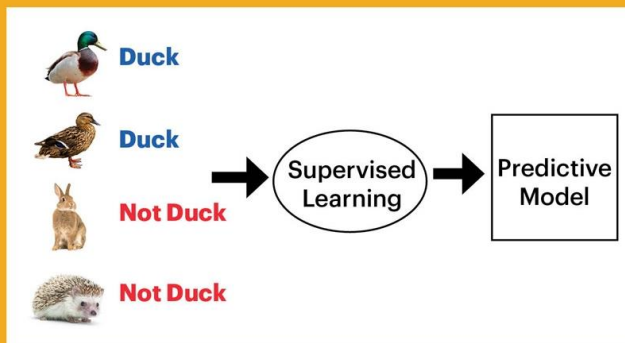 Duck
Duck
Not Duck
Not Duck
Supervised
Learning
Predictive
Model